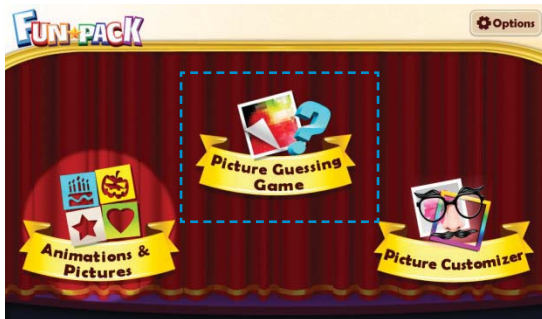 FUN PACK
Options
Picture Guessing
Game
Animations &
Pictures
Picture Customizer